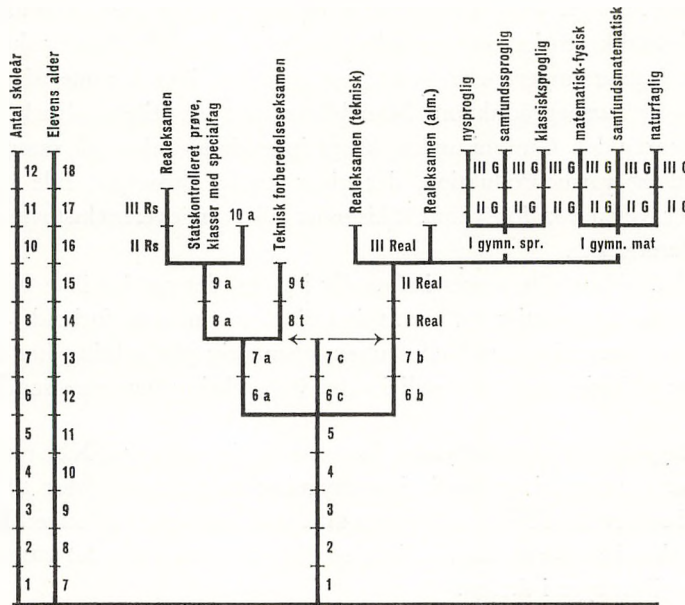 Antal skoleår
Elevens alder
Realeksamen
Statskontrolleret prøve,
klasser med specialfag
Teknisk forberedelseseksamen
Realeksamen (teknisk)
Realeksamen (alm.)
nysproglig
samfundssproglig
klassisksproglig
matematisk-fysisk
samfundsmatematisk
naturfaglig
12 18 III G III G III G III G III G III G
11 17 III Rs 10 a II G II G II G II G II G II G
10 16 II Rs III Real I gymn. spr. I gymn. mat
9 15 9 a 9 t II Real
8 14 8 a 8 t I Real
7 13 7 a 7 c 7 b
6 12 6 a 6 c 6 b
5 11 5
4 10 4
3 9 3
2 8 2
1 7 1